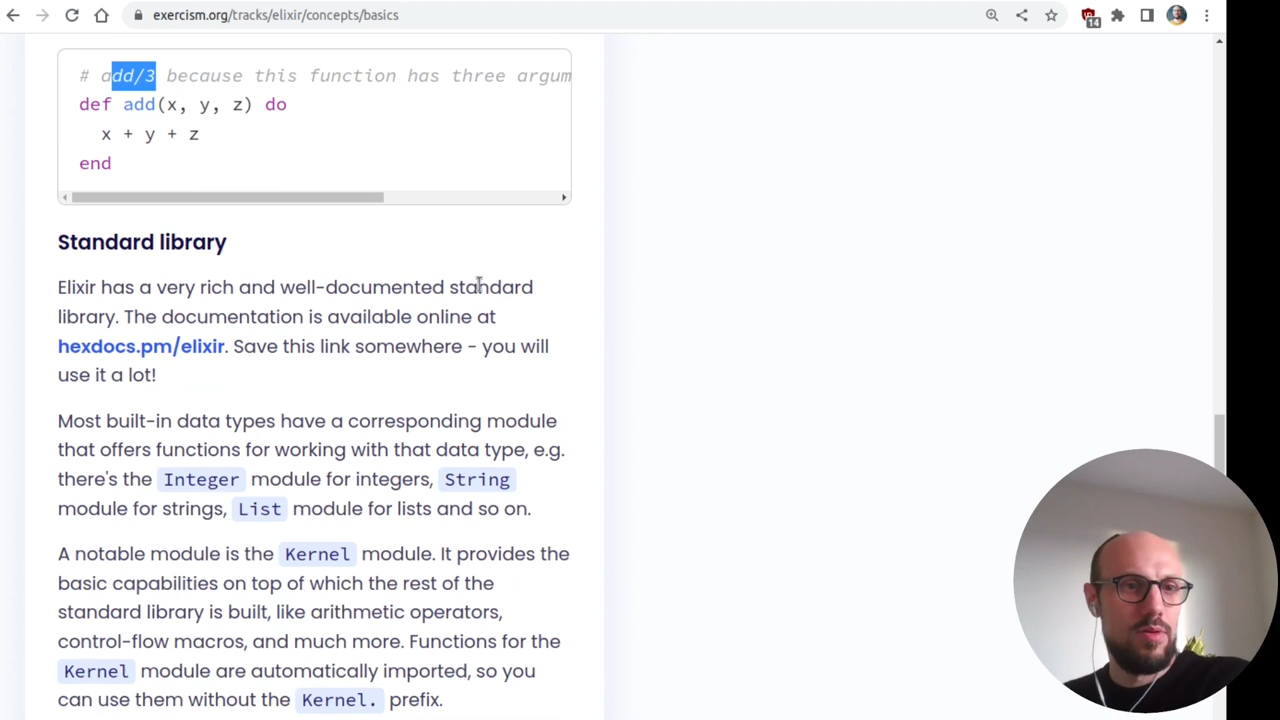 exercism.org/tracks/elixir/concepts/basics
14
# add/3 because this function has three argum
def add(x, y, z) do
x + y + z
end
Standard library
Elixir has a very rich and well-documented standard
library. The documentation is available online at
hexdocs.pm/elixir. Save this link somewhere - you will
use it a lot!
Most built-in data types have a corresponding module
that offers functions for working with that data type, e.g.
there's the Integer module for integers, String
module for strings, List module for lists and so on.
A notable module is the Kernel module. It provides the
basic capabilities on top of which the rest of the
standard library is built, like arithmetic operators,
control-flow macros, and much more. Functions for the
Kernel module are automatically imported, so you
can use them without the Kernel. prefix.